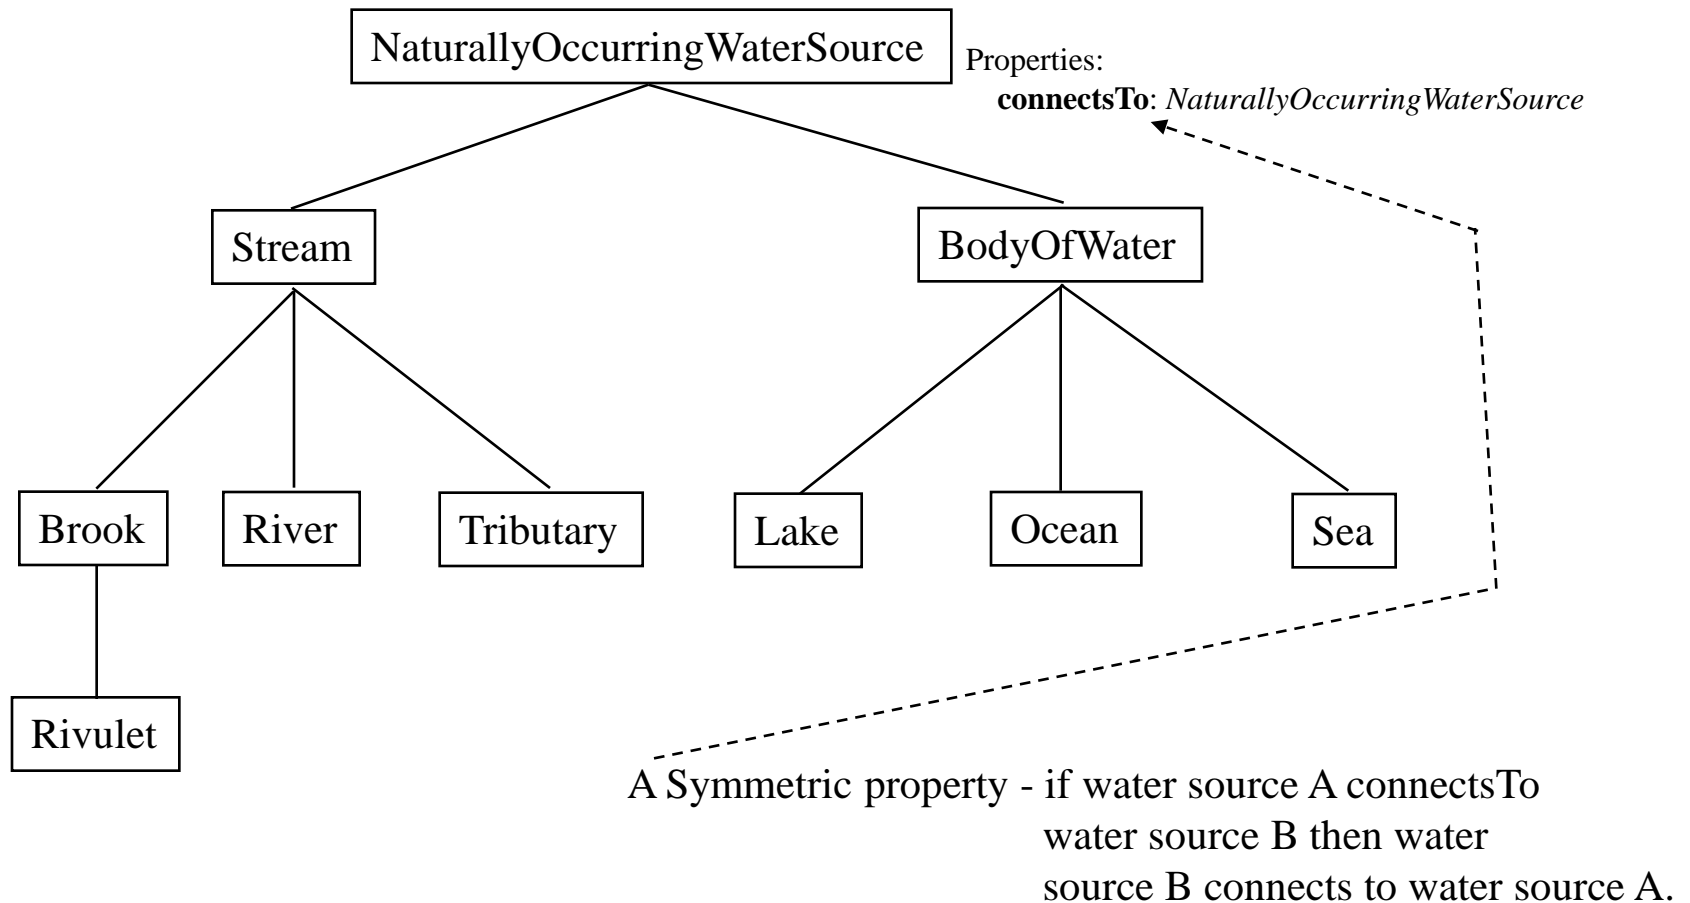 NaturallyOccurringWaterSource
Properties:
connectsTo: NaturallyOccurringWaterSource
Stream
BodyOfWater
Brook
River
Tributary
Lake
Ocean
Sea
Rivulet
A Symmetric property - if water source A connectsTo
water source B then water
source B connects to water source A.